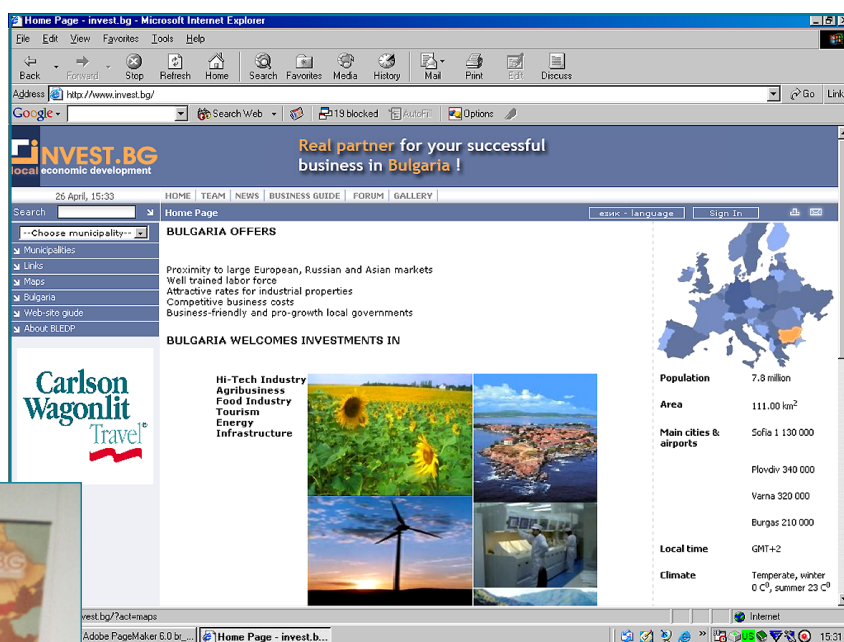 Home Page - invest.bg - Microsoft Internet Explorer
File Edit View Favorites Tools Help
Back Forward Stop Refresh Home Search Favorites Media History Mail Print Edit Discuss
Address http://www.invest.bg/ Go Link
Google Search Web 19 blocked AutoFill Options
INVEST.BG
local economic development
Real partner for your successful
business in Bulgaria !
26 April, 15:33 HOME TEAM NEWS BUSINESS GUIDE FORUM GALLERY
Search Home Page език - language Sign In
--Choose municipality--
Municipalities
Links
Maps
Bulgaria
Web-site giude
About BLEDP
Carlson
Wagonlit
Travel
BULGARIA OFFERS
Proximity to large European, Russian and Asian markets
Well trained labor force
Attractive rates for industrial properties
Competitive business costs
Business-friendly and pro-growth local governments
BULGARIA WELCOMES INVESTMENTS IN
Hi-Tech Industry
Agribusiness
Food Industry
Tourism
Energy
Infrastructure
Population 7.8 million
Area 111.00 km²
Main cities & airports Sofia 1 130 000
Plovdiv 340 000
Varna 320 000
Burgas 210 000
Local time GMT+2
Climate Temperate, winter
0 C⁰, summer 23 C⁰
vest.bg/?act=maps Internet
Adobe PageMaker 6.0 br_... Home Page - invest.b... US 15:31